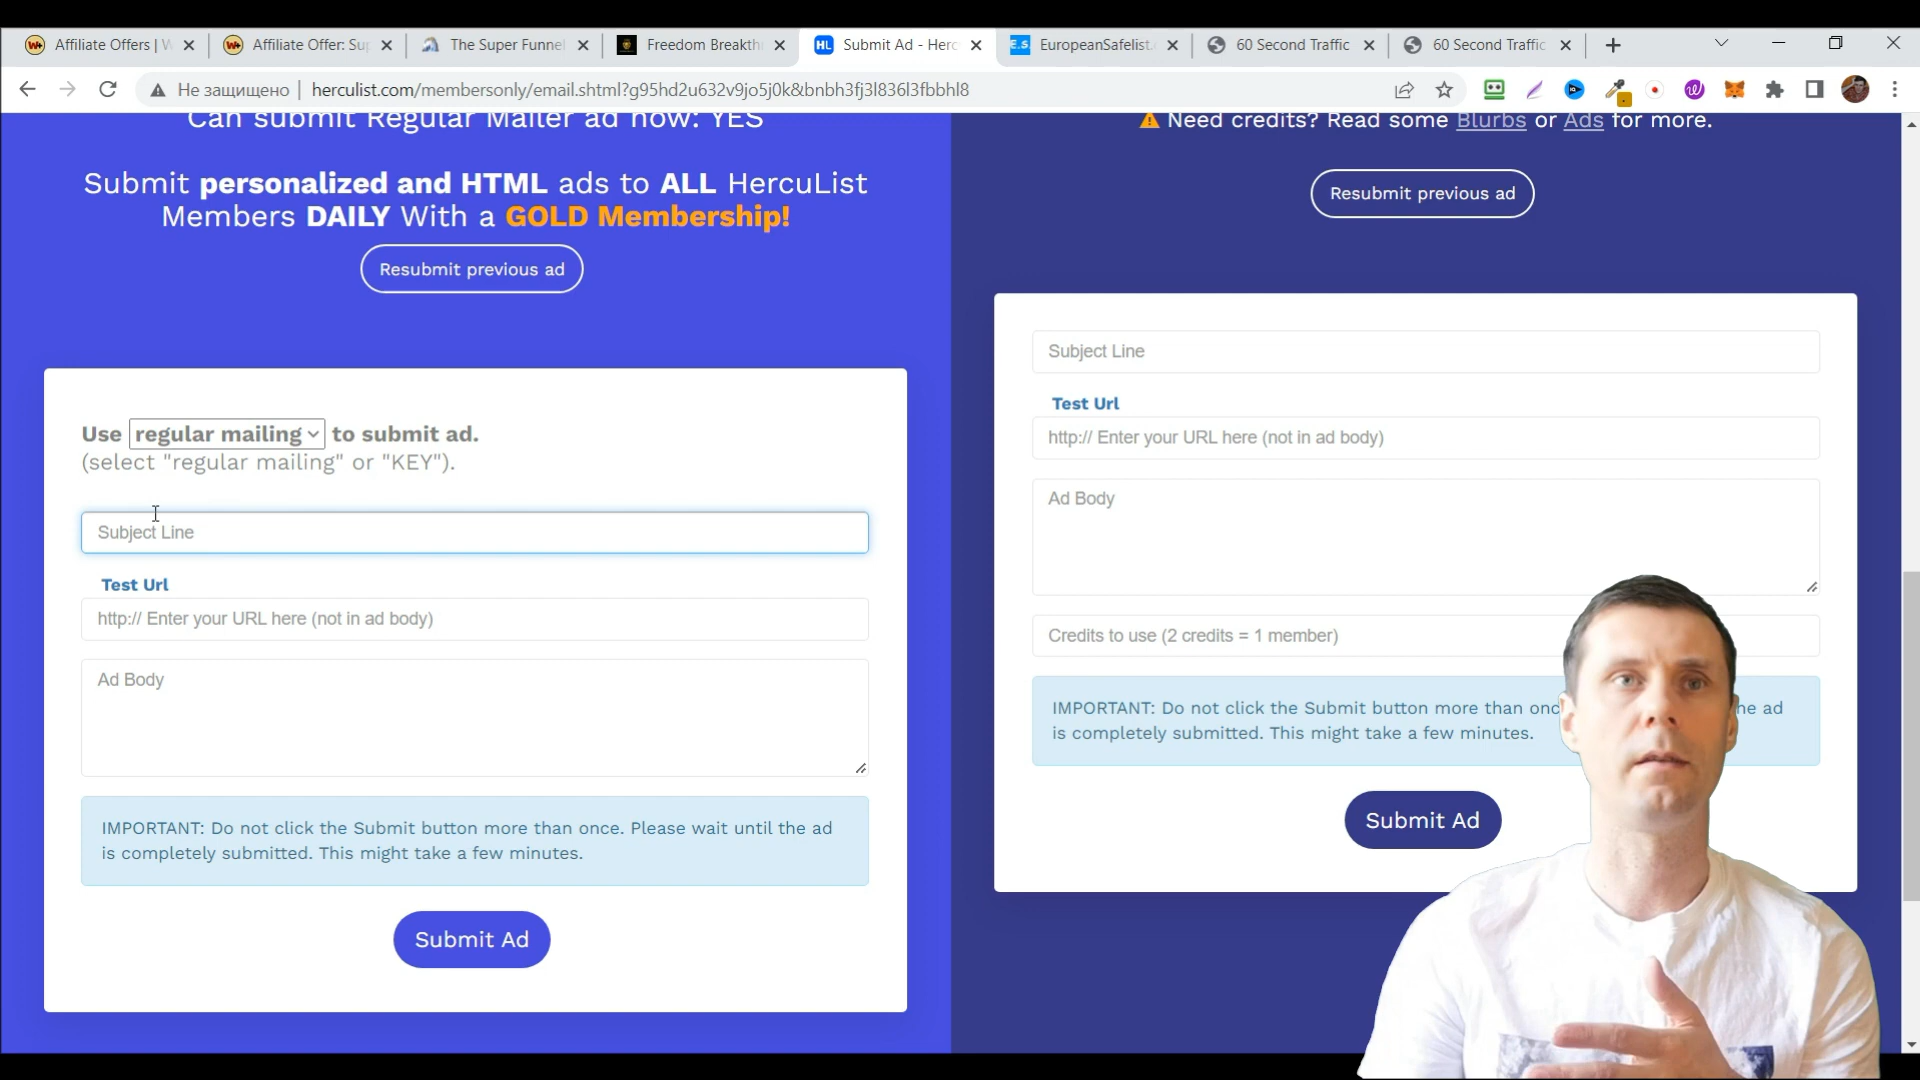 Affiliate Offers | W
Affiliate Offer: Sup
The Super Funnel
Freedom Breakth
HL
Submit Ad - Herc
E.S.
EuropeanSafelist.
60 Second Traffic
60 Second Traffic
Не защищено
herculist.com/membersonly/email.shtml?g95hd2u632v9jo5j0k&bnbh3fj3l836l3fbbhl8
Can submit Regular Mailer ad now: YES
Submit personalized and HTML ads to ALL HercuList
Members DAILY With a GOLD Membership!
Resubmit previous ad
Use regular mailing to submit ad.
(select "regular mailing" or "KEY").
Subject Line
Test Url
http:// Enter your URL here (not in ad body)
Ad Body
IMPORTANT: Do not click the Submit button more than once. Please wait until the ad
is completely submitted. This might take a few minutes.
Submit Ad
Need credits? Read some Blurbs or Ads for more.
Resubmit previous ad
Subject Line
Test Url
http:// Enter your URL here (not in ad body)
Ad Body
Credits to use (2 credits = 1 member)
IMPORTANT: Do not click the Submit button more than onc he ad
is completely submitted. This might take a few minutes.
Submit Ad